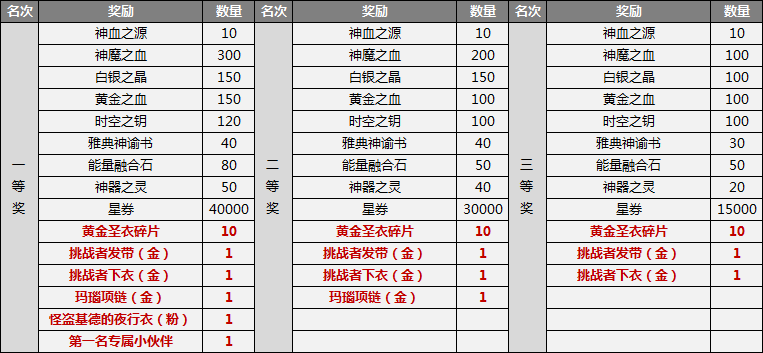 名次 奖励 数量 名次 奖励 数量 名次 奖励 数量
神血之源 10 神血之源 10 神血之源 10
神魔之血 300 神魔之血 200 神魔之血 100
白银之晶 150 白银之晶 150 白银之晶 100
黄金之血 150 黄金之血 100 黄金之血 100
时空之钥 120 时空之钥 100 时空之钥 100
雅典神谕书 40 雅典神谕书 40 雅典神谕书 30
一等奖 能量融合石 80 二等奖 能量融合石 50 三等奖 能量融合石 50
神器之灵 50 神器之灵 40 神器之灵 20
星券 40000 星券 30000 星券 15000
黄金圣衣碎片 10 黄金圣衣碎片 10 黄金圣衣碎片 10
挑战者发带（金） 1 挑战者发带（金） 1 挑战者发带（金） 1
挑战者下衣（金） 1 挑战者下衣（金） 1 挑战者下衣（金） 1
玛瑙项链（金） 1 玛瑙项链（金） 1
怪盗基德的夜行衣（粉） 1
第一名专属小伙伴 1